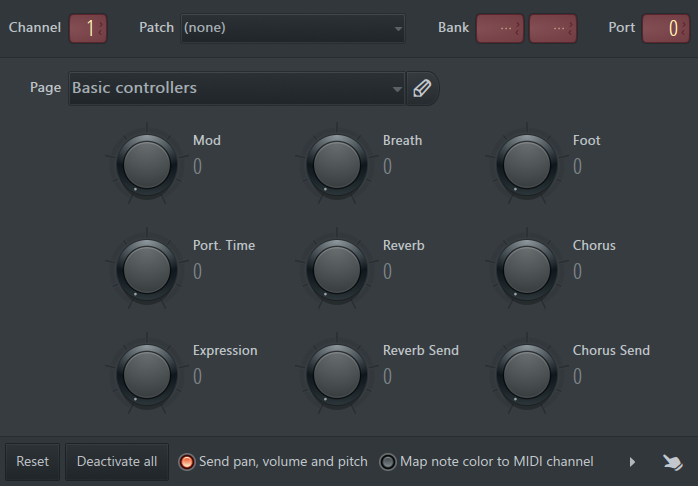 Channel 1 Patch (none) Bank --- --- Port 0
Page Basic controllers
Mod Breath Foot
0 0 0
Port. Time Reverb Chorus
0 0 0
Expression Reverb Send Chorus Send
0 0 0
Reset Deactivate all Send pan, volume and pitch Map note color to MIDI channel